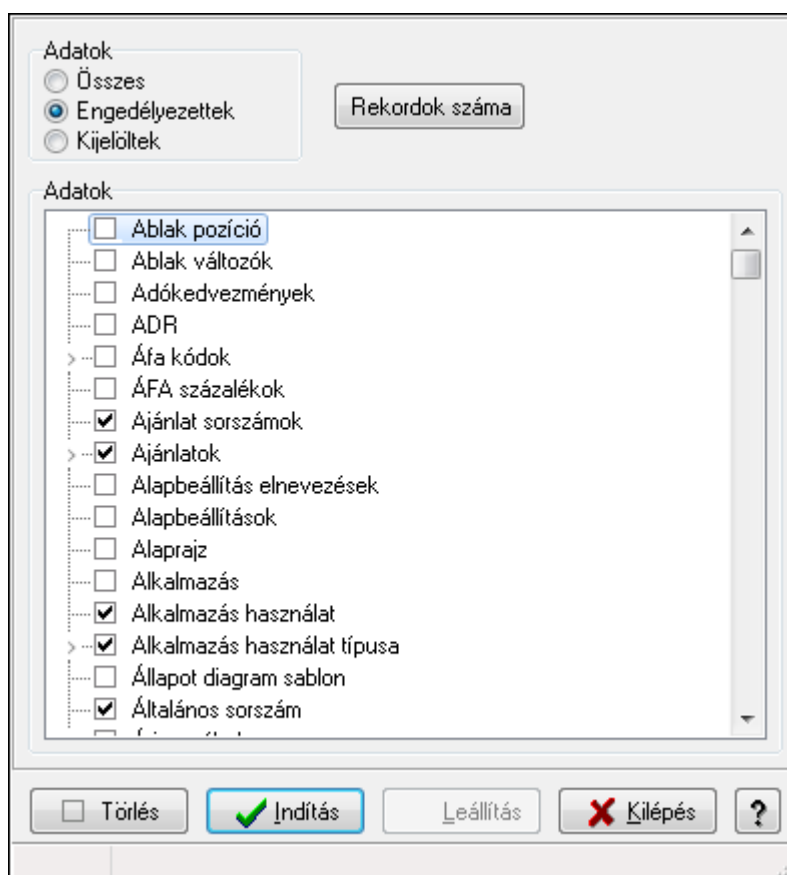 Adatok
Összes
Engedélyezettek
Kijelöltek
Rekordok száma
Adatok
Ablak pozíció
Ablak változók
Adókedvezmények
ADR
Áfa kódok
ÁFA százalékok
Ajánlat sorszámok
Ajánlatok
Alapbeállítás elnevezések
Alapbeállítások
Alaprajz
Alkalmazás
Alkalmazás használat
Alkalmazás használat típusa
Állapot diagram sablon
Általános sorszám
Törlés
Indítás
Leállítás
Kilépés
?